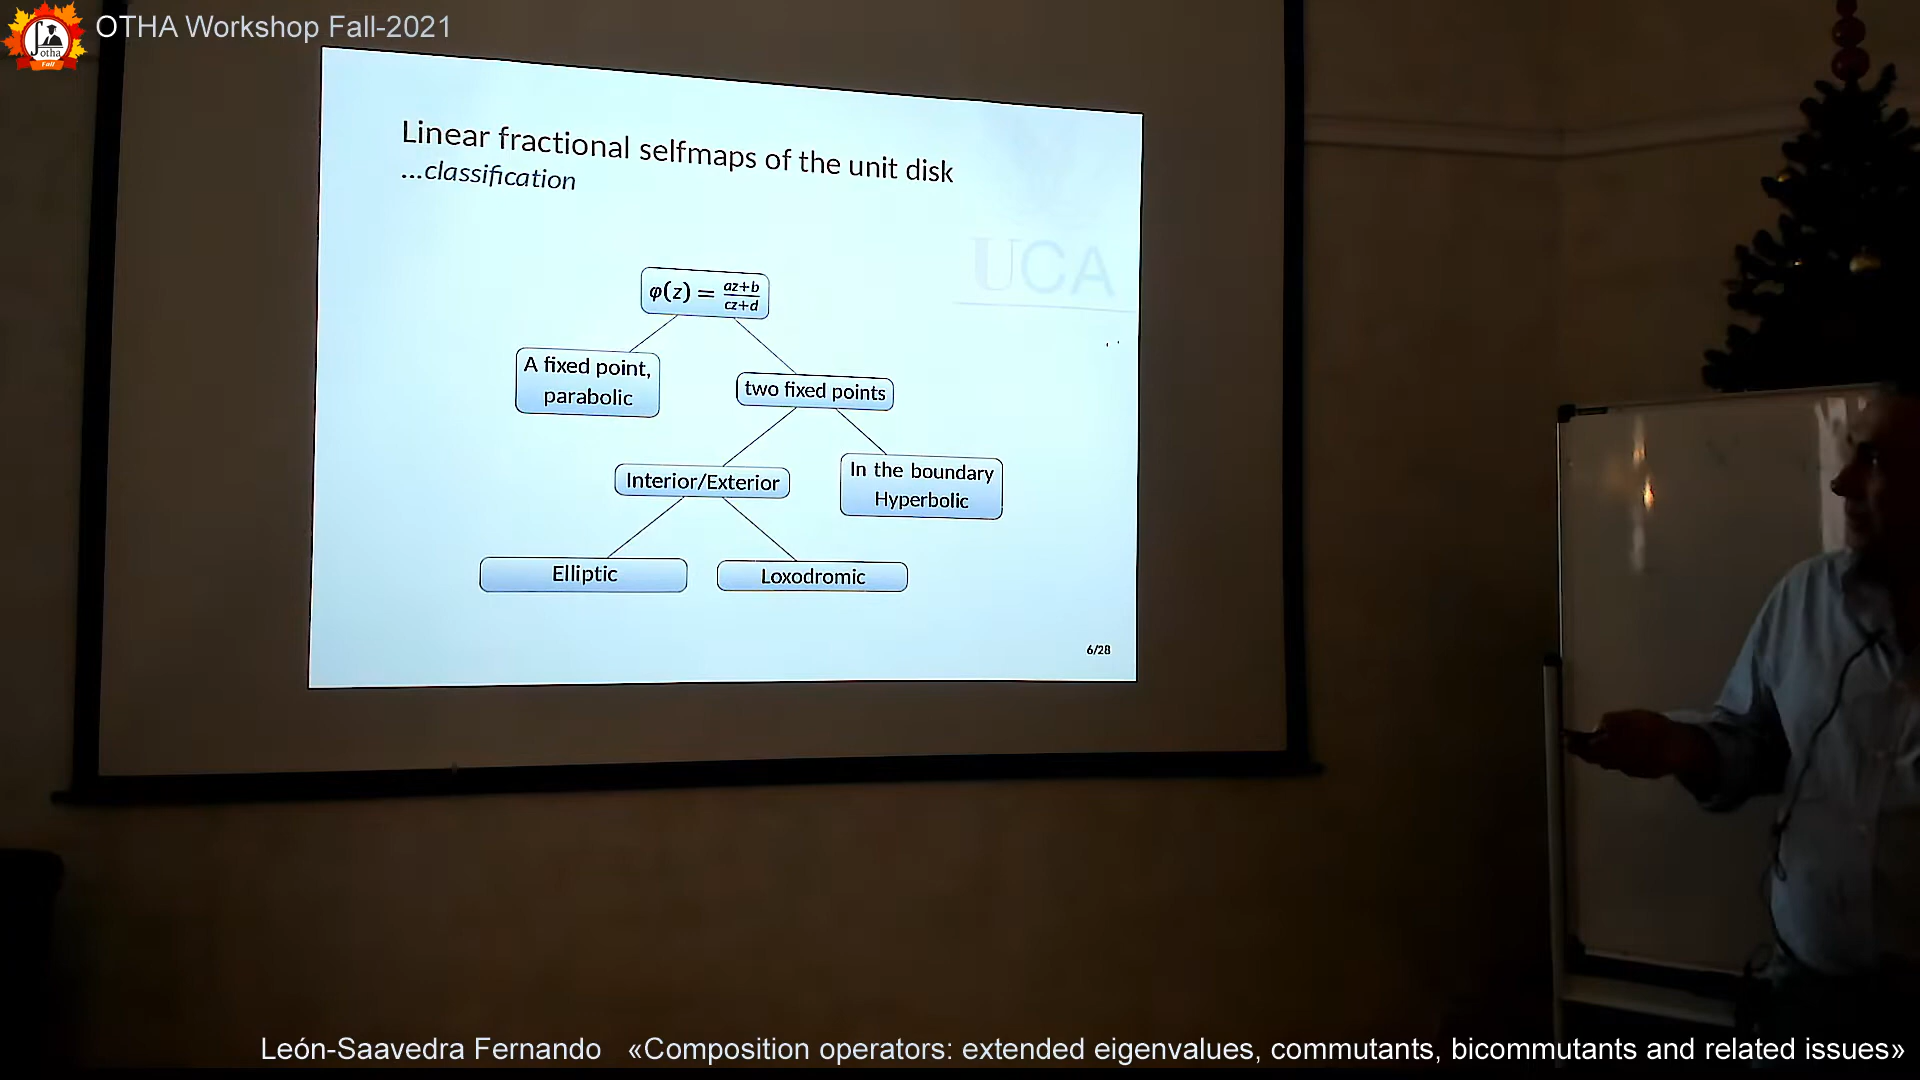 OTHA Workshop Fall-2021
otha
Fall
Linear fractional selfmaps of the unit disk
...classification
UCA
φ(z) = az+b / cz+d
A fixed point,
parabolic
two fixed points
Interior/Exterior
In the boundary
Hyperbolic
Elliptic
Loxodromic
6/28
León-Saavedra Fernando «Composition operators: extended eigenvalues, commutants, bicommutants and related issues»